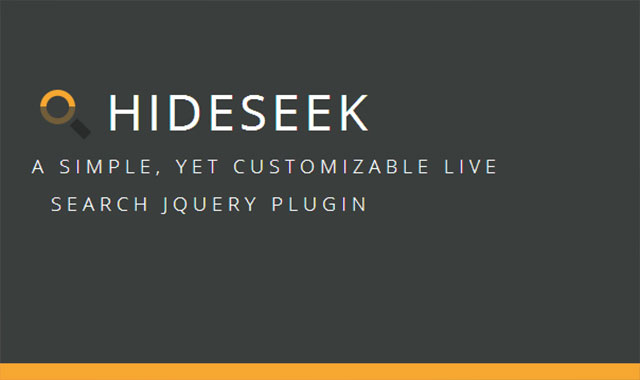 HIDESEEK
A SIMPLE, YET CUSTOMIZABLE LIVE
SEARCH JQUERY PLUGIN